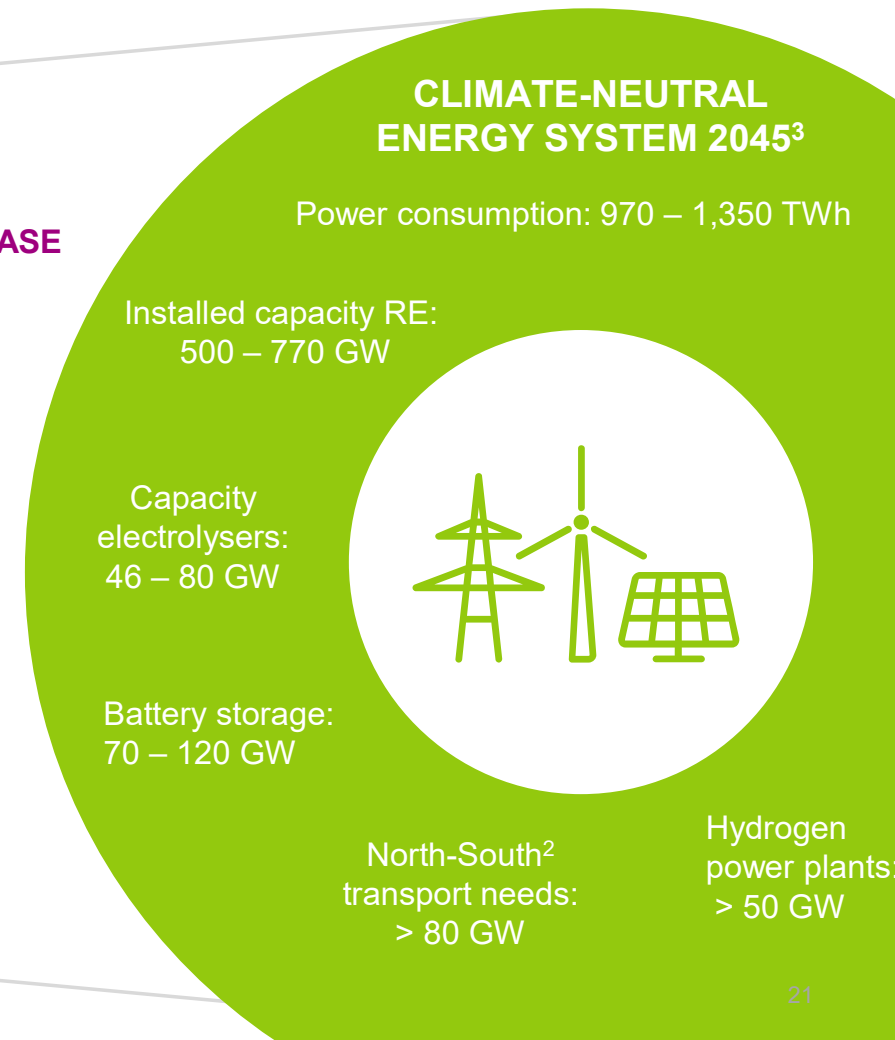 CLIMATE-NEUTRAL
ENERGY SYSTEM 2045³
Power consumption: 970 – 1,350 TWh
ASE
Installed capacity RE:
500 – 770 GW
Capacity
electrolysers:
46 – 80 GW
Battery storage:
70 – 120 GW
North-South²
transport needs:
> 80 GW
Hydrogen
power plants:
> 50 GW
21